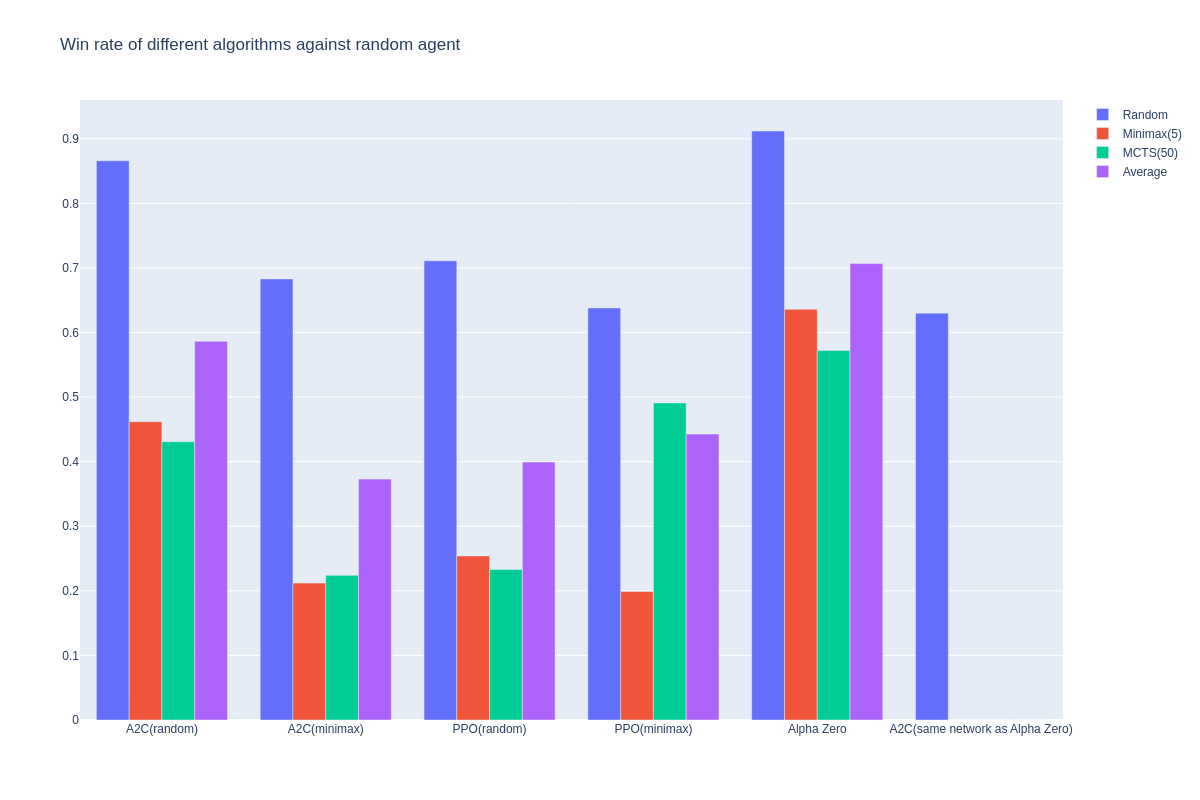 Win rate of different algorithms against random agent
Random
Minimax(5)
MCTS(50)
Average
0.9
0.8
0.7
0.6
0.5
0.4
0.3
0.2
0.1
0
A2C(random)
A2C(minimax)
PPO(random)
PPO(minimax)
Alpha Zero
A2C(same network as Alpha Zero)